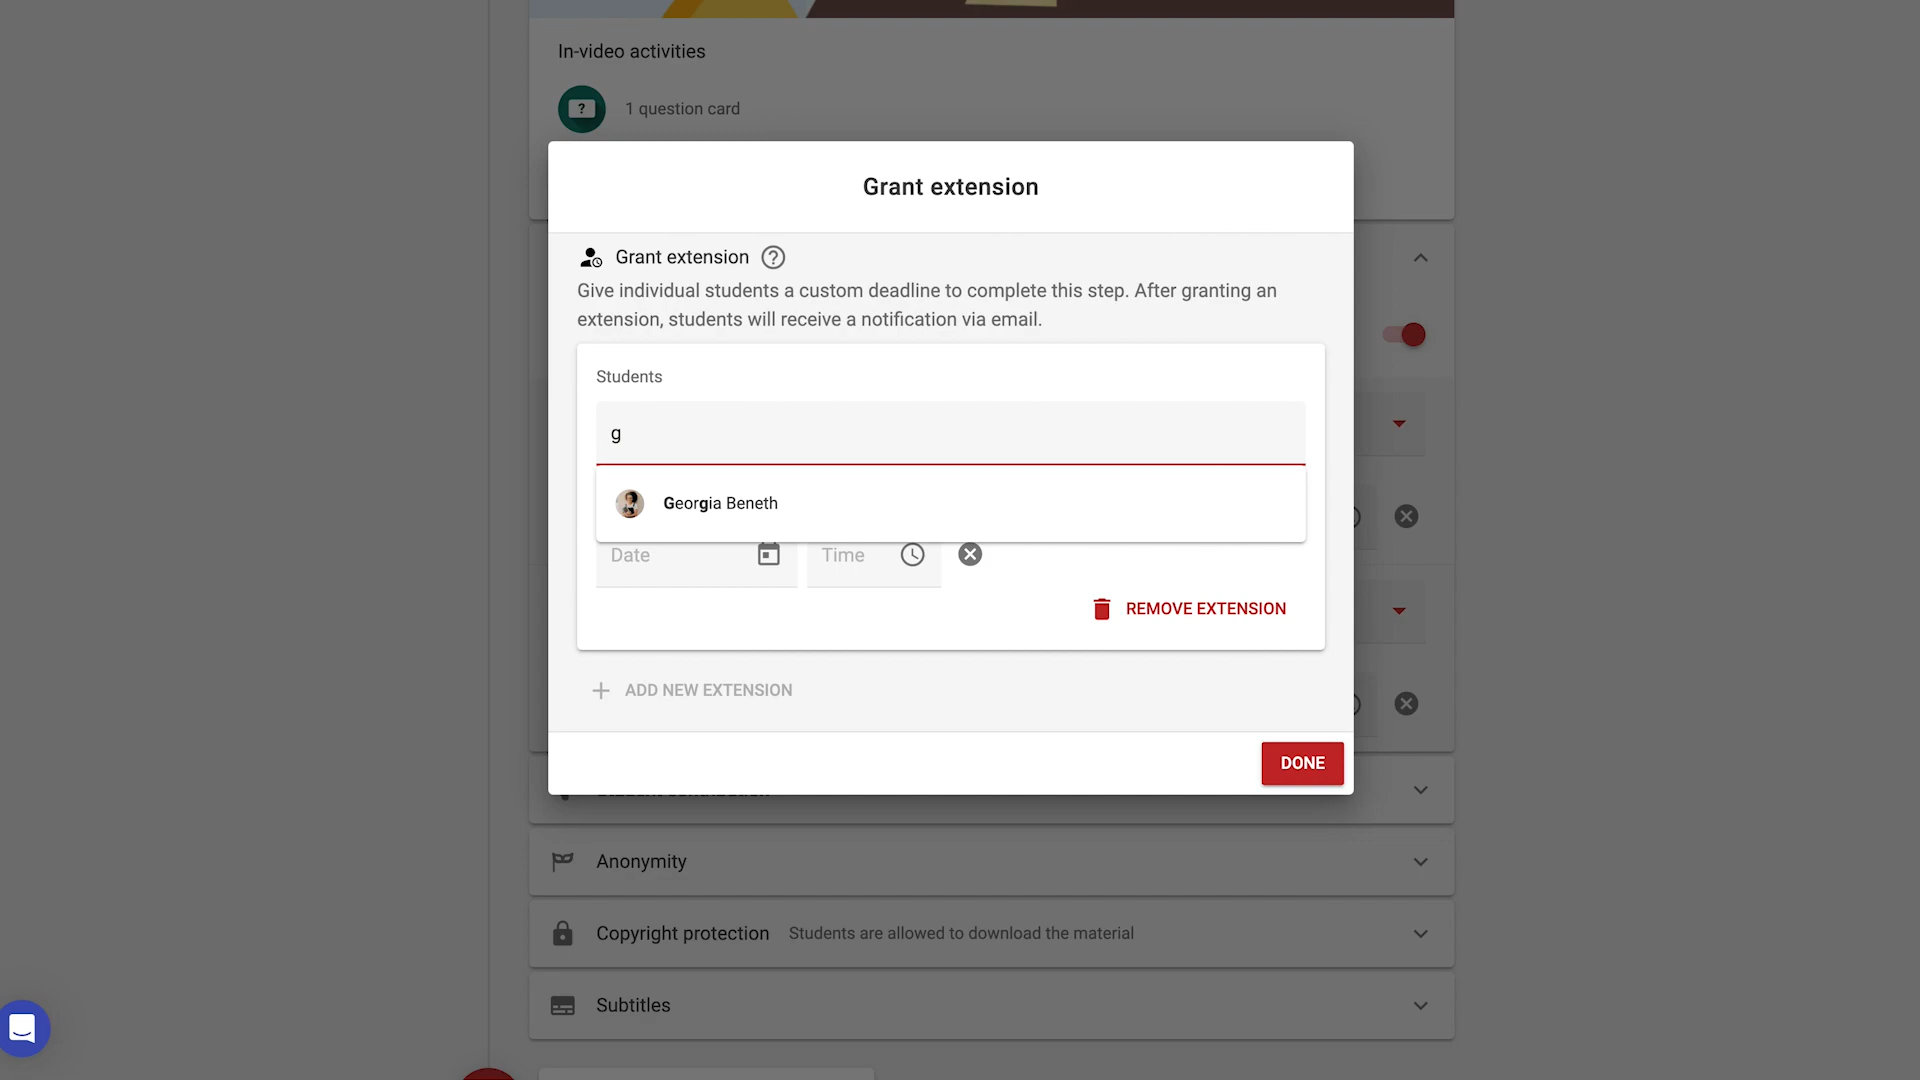 In-video activities
?
1 question card
Grant extension
Grant extension ?
Give individual students a custom deadline to complete this step. After granting an
extension, students will receive a notification via email.
Students
g
Georgia Beneth
Date
Time
REMOVE EXTENSION
ADD NEW EXTENSION
DONE
Anonymity
Copyright protection Students are allowed to download the material
Subtitles